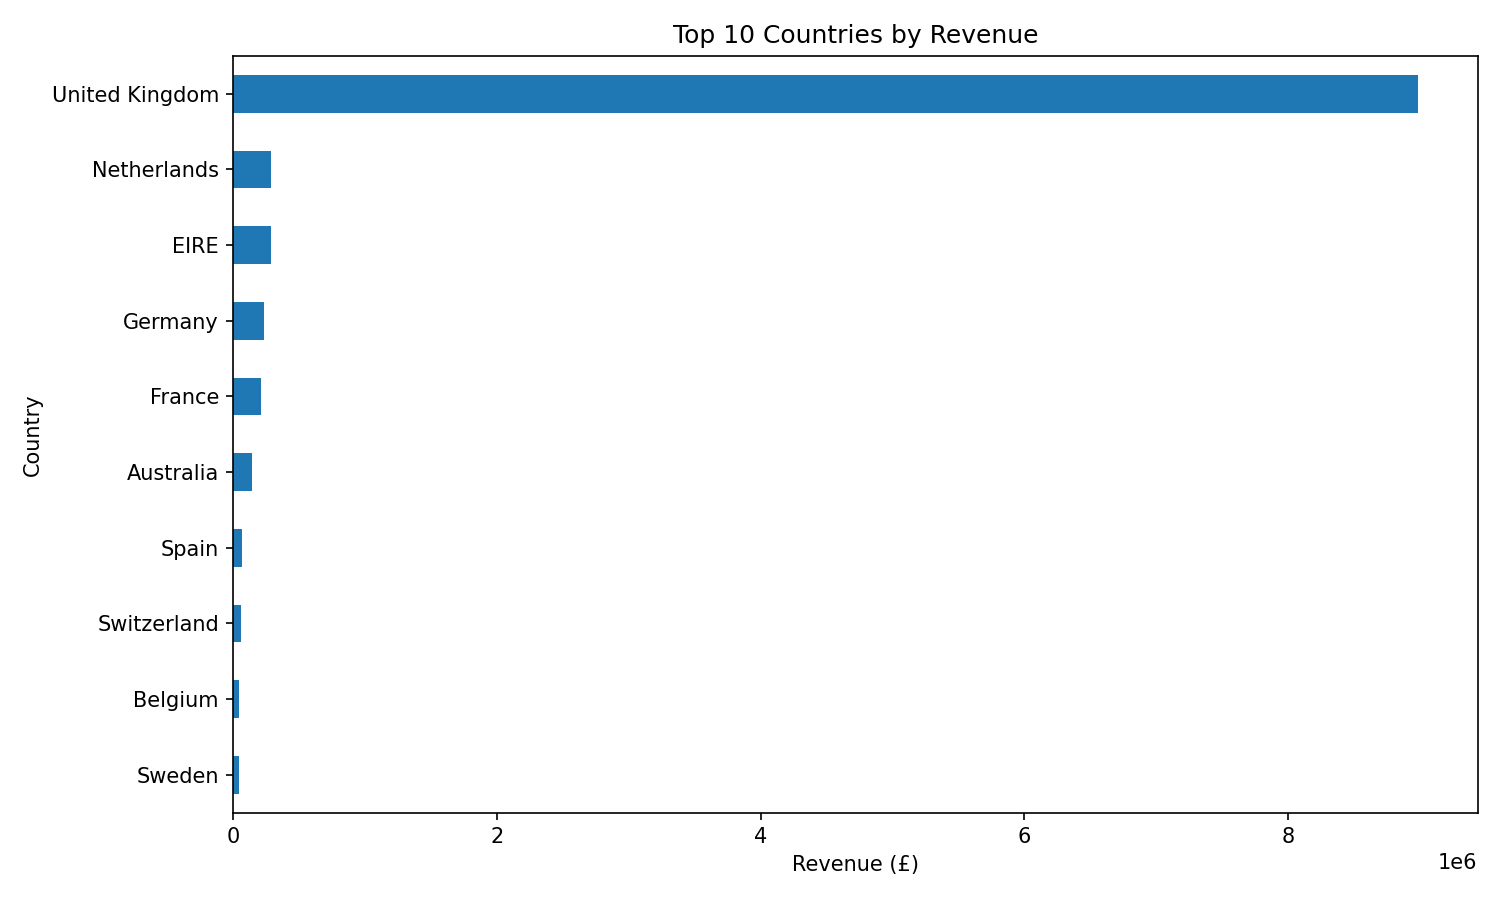 Top 10 Countries by Revenue
United Kingdom
Netherlands
EIRE
Germany
France
Australia
Spain
Switzerland
Belgium
Sweden
Country
0 2 4 6 8
1e6
Revenue (£)